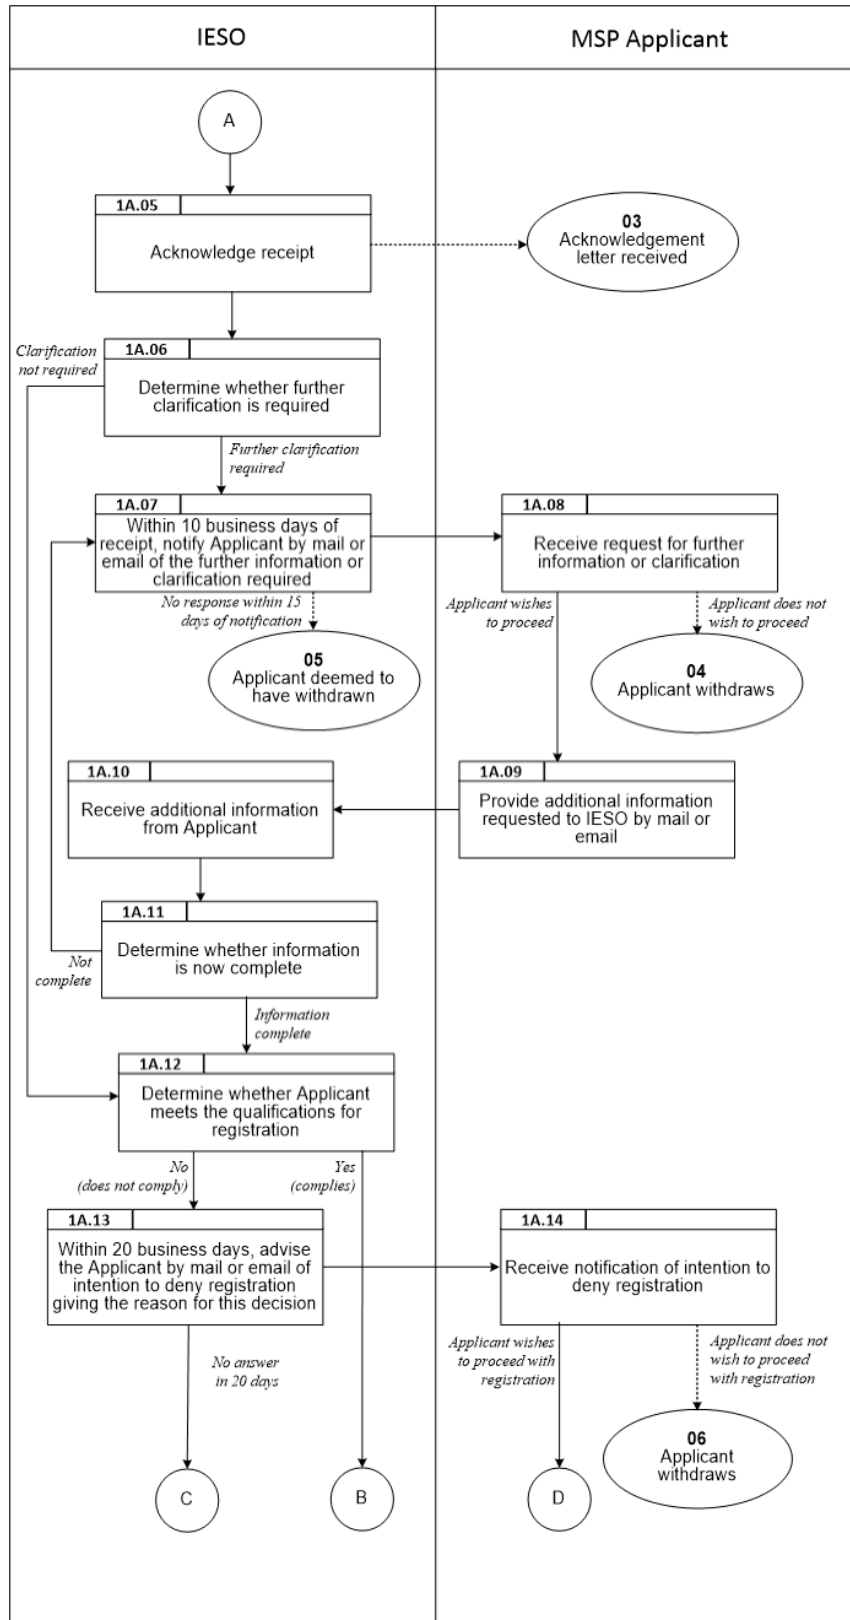 IESO
MSP Applicant
A
1A.05
Acknowledge receipt
03
Acknowledgement
letter received
Clarification
not required
1A.06
Determine whether further
clarification is required
Further clarification
required
1A.07
Within 10 business days of
receipt, notify Applicant by mail or
email of the further information or
clarification required
1A.08
Receive request for further
information or clarification
No response within 15
days of notification
Applicant wishes
to proceed
Applicant does not
wish to proceed
05
Applicant deemed to
have withdrawn
04
Applicant withdraws
1A.10
Receive additional information
from Applicant
1A.09
Provide additional information
requested to IESO by mail or
email
1A.11
Determine whether information
is now complete
Not
complete
Information
complete
1A.12
Determine whether Applicant
meets the qualifications for
registration
No
(does not comply)
Yes
(complies)
1A.13
Within 20 business days, advise
the Applicant by mail or email of
intention to deny registration
giving the reason for this decision
1A.14
Receive notification of intention to
deny registration
No answer
in 20 days
Applicant wishes
to proceed with
registration
Applicant does not
wish to proceed
with registration
06
Applicant
withdraws
C
B
D